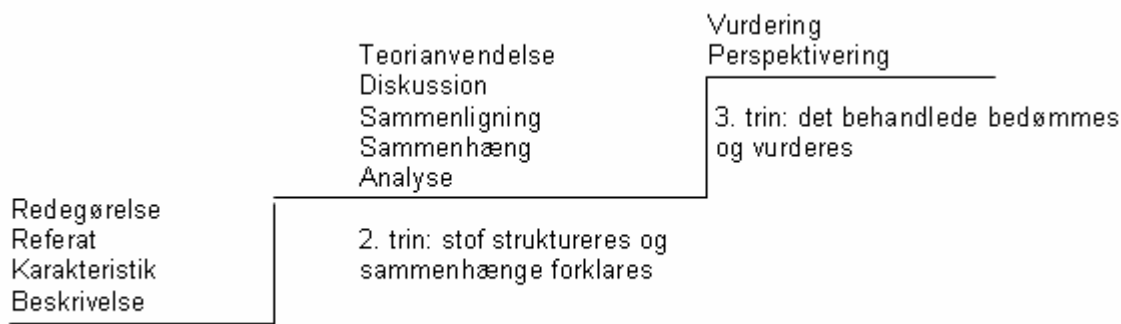 Vurdering
Perspektivering
3. trin: det behandlede bedømmes
og vurderes
Teorianvendelse
Diskussion
Sammenligning
Sammenhæng
Analyse
2. trin: stof struktureres og
sammenhænge forklares
Redegørelse
Referat
Karakteristik
Beskrivelse